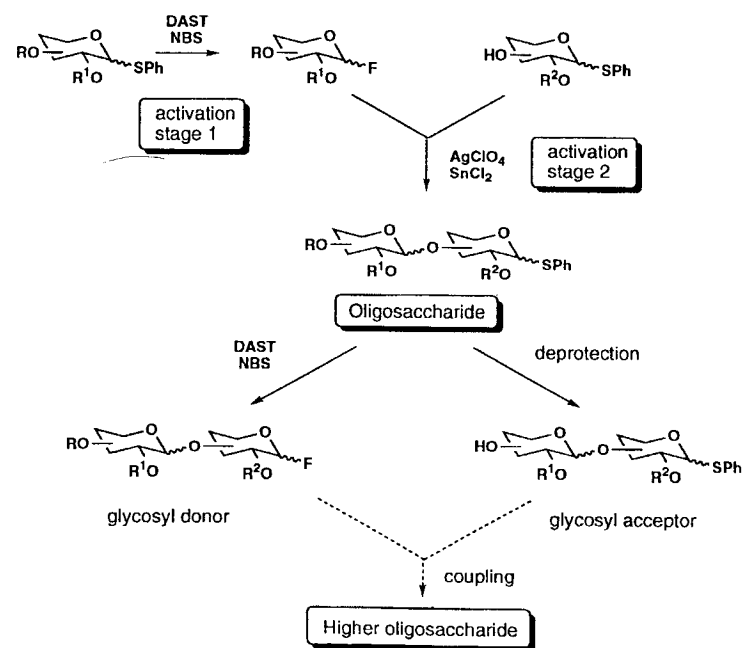 DAST
NBS
RO
O
SPh
R¹O
RO
O
F
R¹O
HO
O
SPh
R²O
activation
stage 1
AgClO₄
SnCl₂
activation
stage 2
RO
O
R¹O
O
O
R²O
SPh
Oligosaccharide
DAST
NBS
deprotection
RO
O
R¹O
O
O
R²O
F
HO
O
R¹O
O
O
R²O
SPh
glycosyl donor
glycosyl acceptor
coupling
Higher oligosaccharide